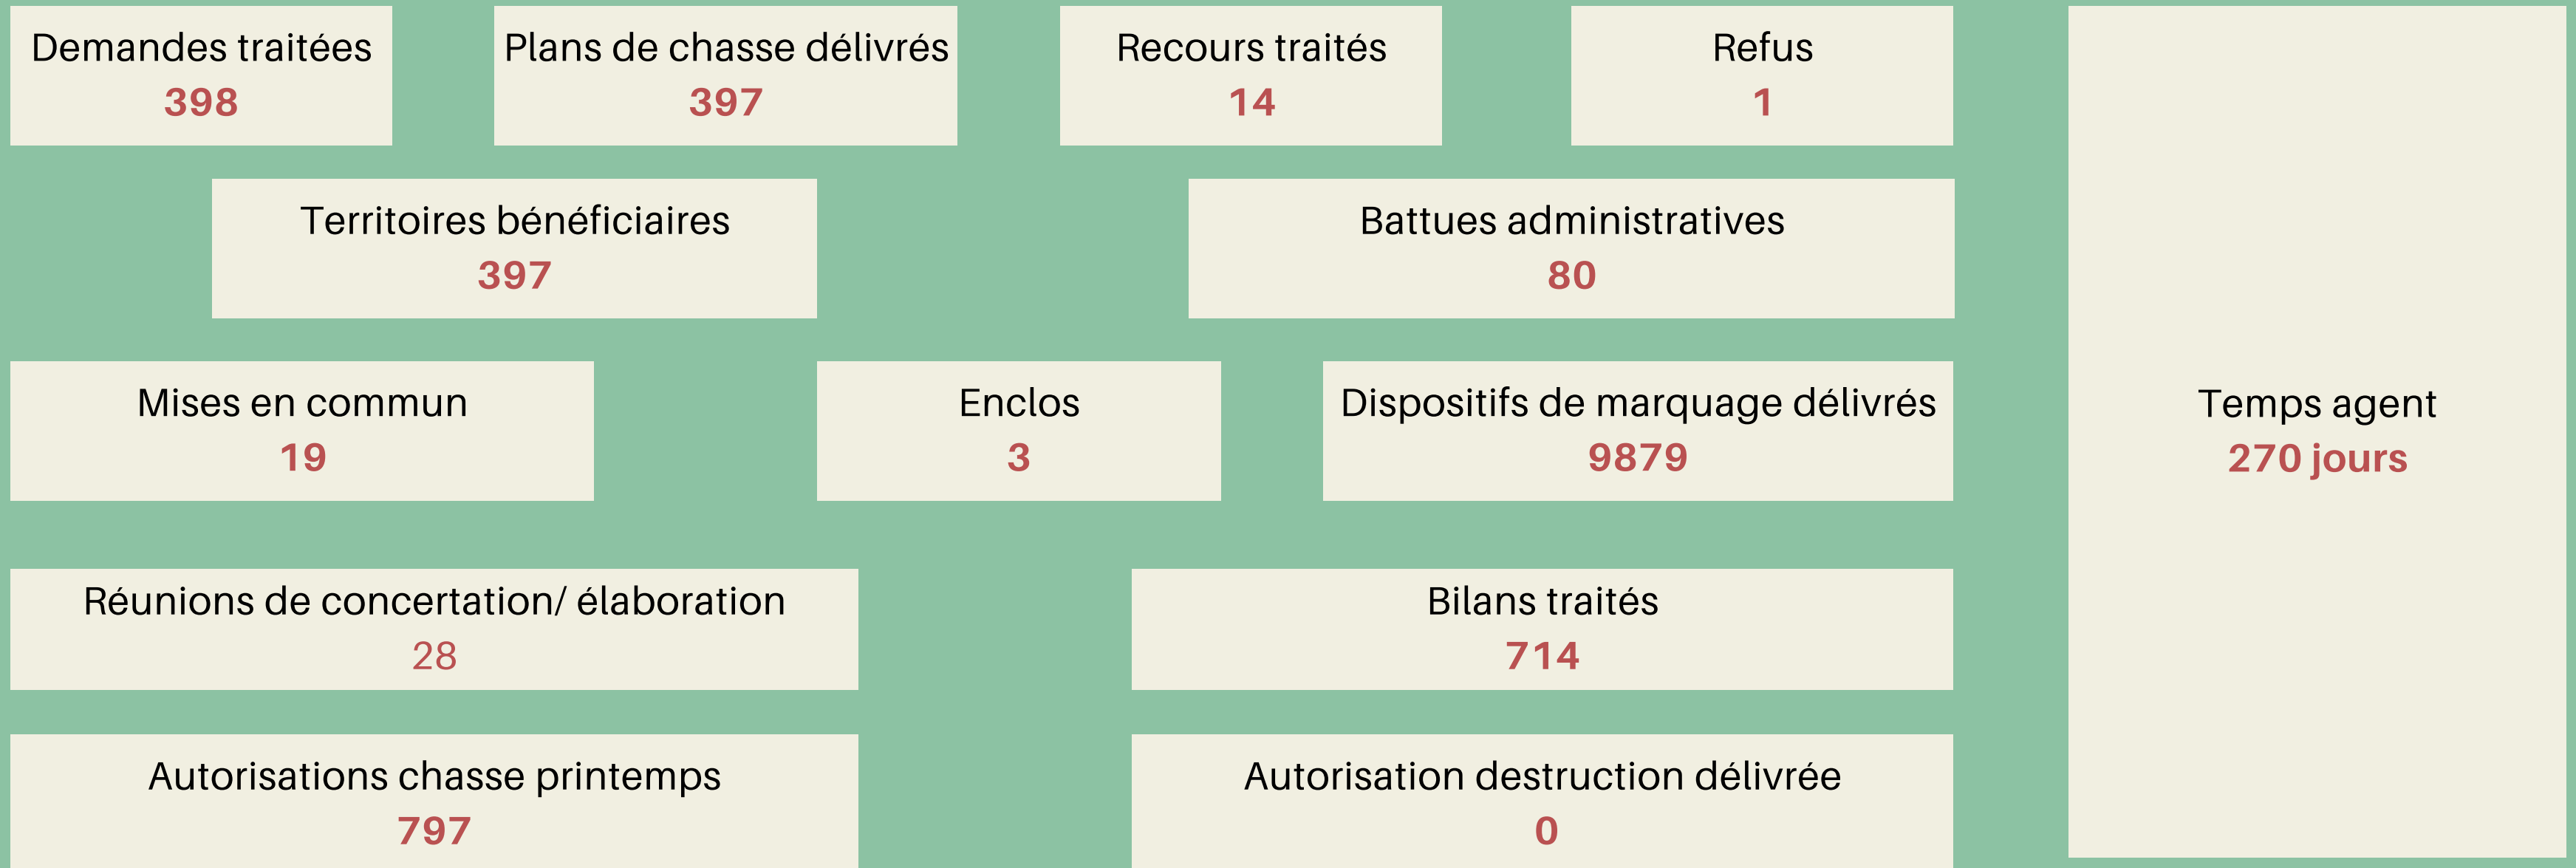 Demandes traitées
398
Plans de chasse délivrés
397
Recours traités
14
Refus
1
Territoires bénéficiaires
397
Battues administratives
80
Mises en commun
19
Enclos
3
Dispositifs de marquage délivrés
9879
Temps agent
270 jours
Réunions de concertation/ élaboration
28
Bilans traités
714
Autorisations chasse printemps
797
Autorisation destruction délivrée
0